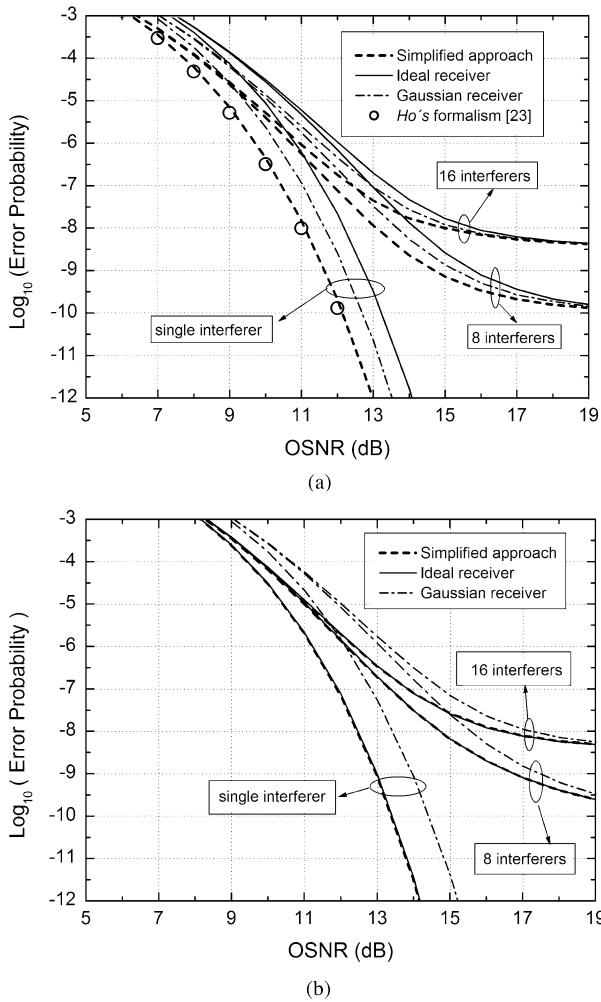 Log10 (Error Probability)
-3
-4
-5
-6
-7
-8
-9
-10
-11
-12
Simplified approach
Ideal receiver
Gaussian receiver
Ho´s formalism [23]
16 interferers
single interferer
8 interferers
5 7 9 11 13 15 17 19
OSNR (dB)
(a)
Log10 ( Error Probability )
-3
-4
-5
-6
-7
-8
-9
-10
-11
-12
Simplified approach
Ideal receiver
Gaussian receiver
16 interferers
single interferer
8 interferers
5 7 9 11 13 15 17 19
OSNR (dB)
(b)